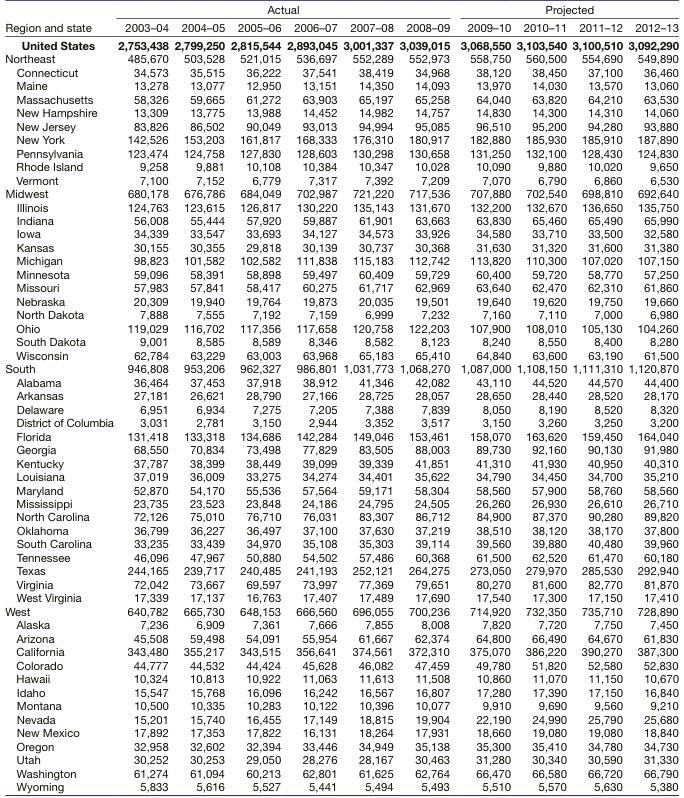 Actual Projected
Region and state 2003–04 2004–05 2005–06 2006–07 2007–08 2008–09 2009–10 2010–11 2011–12 2012–13
United States 2,753,438 2,799,250 2,815,544 2,893,045 3,001,337 3,039,015 3,068,550 3,103,540 3,100,510 3,092,290
Northeast 485,670 503,528 521,015 536,697 552,289 552,973 558,750 560,500 554,690 549,890
Connecticut 34,573 35,515 36,222 37,541 38,419 34,968 38,120 38,450 37,100 36,460
Maine 13,278 13,077 12,950 13,151 14,350 14,093 13,970 14,030 13,570 13,060
Massachusetts 58,326 59,665 61,272 63,903 65,197 65,258 64,040 63,820 64,210 63,530
New Hampshire 13,309 13,775 13,988 14,452 14,982 14,757 14,830 14,300 14,310 14,060
New Jersey 83,826 86,502 90,049 93,013 94,994 95,085 96,510 95,200 94,280 93,880
New York 142,526 153,203 161,817 168,333 176,310 180,917 182,880 185,930 185,910 187,890
Pennsylvania 123,474 124,758 127,830 128,603 130,298 130,658 131,250 132,100 128,430 124,830
Rhode Island 9,258 9,881 10,108 10,384 10,347 10,028 10,090 9,880 10,020 9,650
Vermont 7,100 7,152 6,779 7,317 7,392 7,209 7,070 6,790 6,860 6,530
Midwest 680,178 676,786 684,049 702,987 721,220 717,536 707,880 702,540 698,810 692,640
Illinois 124,763 123,615 126,817 130,220 135,143 131,670 132,200 132,670 136,650 135,750
Indiana 56,008 55,444 57,920 59,887 61,901 63,663 63,830 65,460 65,490 65,990
Iowa 34,339 33,547 33,693 34,127 34,573 33,926 34,580 33,710 33,500 32,580
Kansas 30,155 30,355 29,818 30,139 30,737 30,368 31,630 31,320 31,600 31,380
Michigan 98,823 101,582 102,582 111,838 115,183 112,742 113,820 110,300 107,020 107,150
Minnesota 59,096 58,391 58,898 59,497 60,409 59,729 60,400 59,720 58,770 57,250
Missouri 57,983 57,841 58,417 60,275 61,717 62,969 63,640 62,470 62,310 61,860
Nebraska 20,309 19,940 19,764 19,873 20,035 19,501 19,640 19,620 19,750 19,660
North Dakota 7,888 7,555 7,192 7,159 6,999 7,232 7,160 7,110 7,000 6,980
Ohio 119,029 116,702 117,356 117,658 120,758 122,203 107,900 108,010 105,130 104,260
South Dakota 9,001 8,585 8,589 8,346 8,582 8,123 8,240 8,550 8,400 8,280
Wisconsin 62,784 63,229 63,003 63,968 65,183 65,410 64,840 63,600 63,190 61,500
South 946,808 953,206 962,327 986,801 1,031,773 1,068,270 1,087,000 1,108,150 1,111,310 1,120,870
Alabama 36,464 37,453 37,918 38,912 41,346 42,082 43,110 44,520 44,570 44,400
Arkansas 27,181 26,621 28,790 27,166 28,725 28,057 28,650 28,440 28,520 28,170
Delaware 6,951 6,934 7,275 7,205 7,388 7,839 8,050 8,190 8,520 8,320
District of Columbia 3,031 2,781 3,150 2,944 3,352 3,517 3,150 3,260 3,250 3,200
Florida 131,418 133,318 134,686 142,284 149,046 153,461 158,070 163,620 159,450 164,040
Georgia 68,550 70,834 73,498 77,829 83,505 88,003 89,730 92,160 90,130 91,980
Kentucky 37,787 38,399 38,449 39,099 39,339 41,851 41,310 41,930 40,950 40,310
Louisiana 37,019 36,009 33,275 34,274 34,401 35,622 34,790 34,450 34,700 35,210
Maryland 52,870 54,170 55,536 57,564 59,171 58,304 58,560 57,900 58,760 58,560
Mississippi 23,735 23,523 23,848 24,186 24,795 24,505 26,260 26,930 26,610 26,710
North Carolina 72,126 75,010 76,710 76,031 83,307 86,712 84,900 87,370 90,280 89,820
Oklahoma 36,799 36,227 36,497 37,100 37,630 37,219 38,510 38,120 38,170 37,800
South Carolina 33,235 33,439 34,970 35,108 35,303 39,114 39,560 39,880 40,480 39,960
Tennessee 46,096 47,967 50,880 54,502 57,486 60,368 61,500 62,520 61,470 60,180
Texas 244,165 239,717 240,485 241,193 252,121 264,275 273,050 279,970 285,530 292,940
Virginia 72,042 73,667 69,597 73,997 77,369 79,651 80,270 81,600 82,770 81,870
West Virginia 17,339 17,137 16,763 17,407 17,489 17,690 17,540 17,300 17,150 17,410
West 640,782 665,730 648,153 666,560 696,055 700,236 714,920 732,350 735,710 728,890
Alaska 7,236 6,909 7,361 7,666 7,855 8,008 7,820 7,720 7,750 7,450
Arizona 45,508 59,498 54,091 55,954 61,667 62,374 64,800 66,490 64,670 61,830
California 343,480 355,217 343,515 356,641 374,561 372,310 375,070 386,220 390,270 387,300
Colorado 44,777 44,532 44,424 45,628 46,082 47,459 49,780 51,820 52,580 52,830
Hawaii 10,324 10,813 10,922 11,063 11,613 11,508 10,860 11,070 11,150 10,670
Idaho 15,547 15,768 16,096 16,242 16,567 16,807 17,280 17,390 17,150 16,840
Montana 10,500 10,335 10,283 10,122 10,396 10,077 9,910 9,690 9,560 9,210
Nevada 15,201 15,740 16,455 17,149 18,815 19,904 22,190 24,990 25,790 25,680
New Mexico 17,892 17,353 17,822 16,131 18,264 17,931 18,660 19,080 19,080 18,840
Oregon 32,958 32,602 32,394 33,446 34,949 35,138 35,300 35,410 34,780 34,730
Utah 30,252 30,253 29,050 28,276 28,167 30,463 31,280 30,340 30,590 31,330
Washington 61,274 61,094 60,213 62,801 61,625 62,764 66,470 66,580 66,720 66,790
Wyoming 5,833 5,616 5,527 5,441 5,494 5,493 5,510 5,570 5,630 5,380